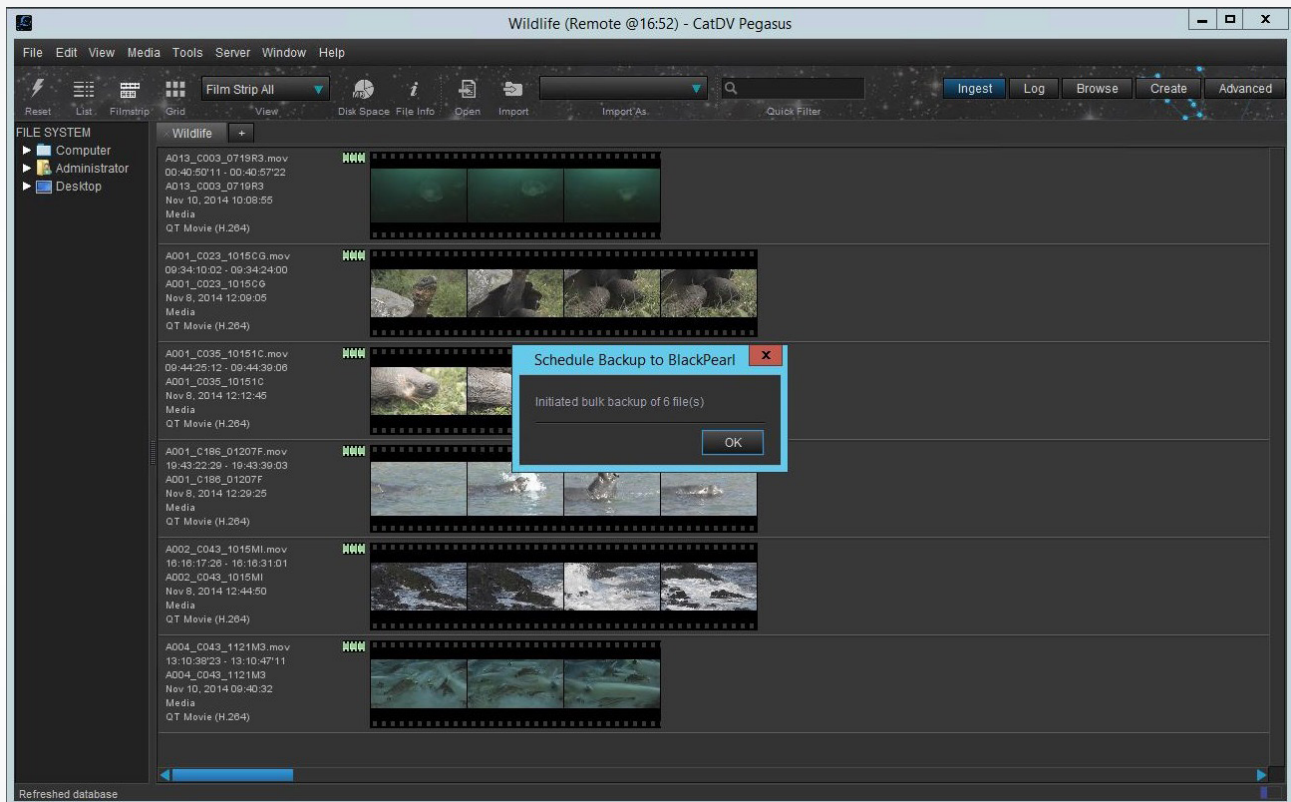 Wildlife (Remote @16:52) - CatDV Pegasus
File Edit View Media Tools Server Window Help
Film Strip All
Ingest Log Browse Create Advanced
Reset List Filmstrip Grid View Disk Space File Info Open Import Import As. Quick Filter
FILE SYSTEM
Computer
Administrator
Desktop
Wildlife +
A013_C003_0719R3.mov
00:40:50'11 - 00:40:57'22
A013_C003_0719R3
Nov 10, 2014 10:08:55
Media
QT Movie (H.264)
A001_C023_1015CG.mov
09:34:10:02 - 09:34:24:00
A001_C023_1015CG
Nov 8, 2014 12:09:05
Media
QT Movie (H.264)
A001_C035_10151C.mov
09:44:25:12 - 09:44:39:06
A001_C035_10151C
Nov 8, 2014 12:12:45
Media
QT Movie (H.264)
Schedule Backup to BlackPearl
x
Initiated bulk backup of 6 file(s)
OK
A001_C186_01207F.mov
19:43:22:29 - 19:43:39:03
A001_C186_01207F
Nov 8, 2014 12:29:25
Media
QT Movie (H.264)
A002_C043_1015MI.mov
16:16:17:26 - 16:16:31:01
A002_C043_1015MI
Nov 8, 2014 12:44:50
Media
QT Movie (H.264)
A004_C043_1121M3.mov
13:10:38'23 - 13:10:47'11
A004_C043_1121M3
Nov 10, 2014 09:40:32
Media
QT Movie (H.264)
Refreshed database